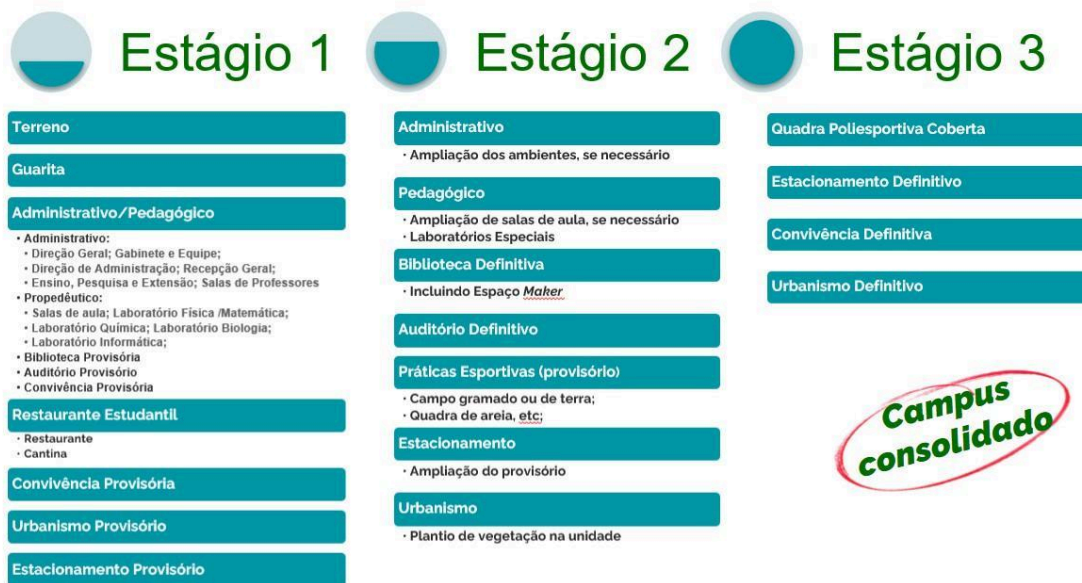 Estágio 1
Terreno
Guarita
Administrativo/Pedagógico
• Administrativo:
• Direção Geral; Gabinete e Equipe;
• Direção de Administração; Recepção Geral;
• Ensino, Pesquisa e Extensão; Salas de Professores
• Propedêutico:
• Salas de aula; Laboratório Física /Matemática;
• Laboratório Química; Laboratório Biologia;
• Laboratório Informática;
• Biblioteca Provisória
• Auditório Provisório
• Convivência Provisória
Restaurante Estudantil
· Restaurante
· Cantina
Convivência Provisória
Urbanismo Provisório
Estacionamento Provisório
Estágio 2
Administrativo
· Ampliação dos ambientes, se necessário
Pedagógico
· Ampliação de salas de aula, se necessário
· Laboratórios Especiais
Biblioteca Definitiva
· Incluindo Espaço Maker
Auditório Definitivo
Práticas Esportivas (provisório)
· Campo gramado ou de terra;
· Quadra de areia, etc;
Estacionamento
· Ampliação do provisório
Urbanismo
· Plantio de vegetação na unidade
Estágio 3
Quadra Poliesportiva Coberta
Estacionamento Definitivo
Convivência Definitiva
Urbanismo Definitivo
Campus
consolidado